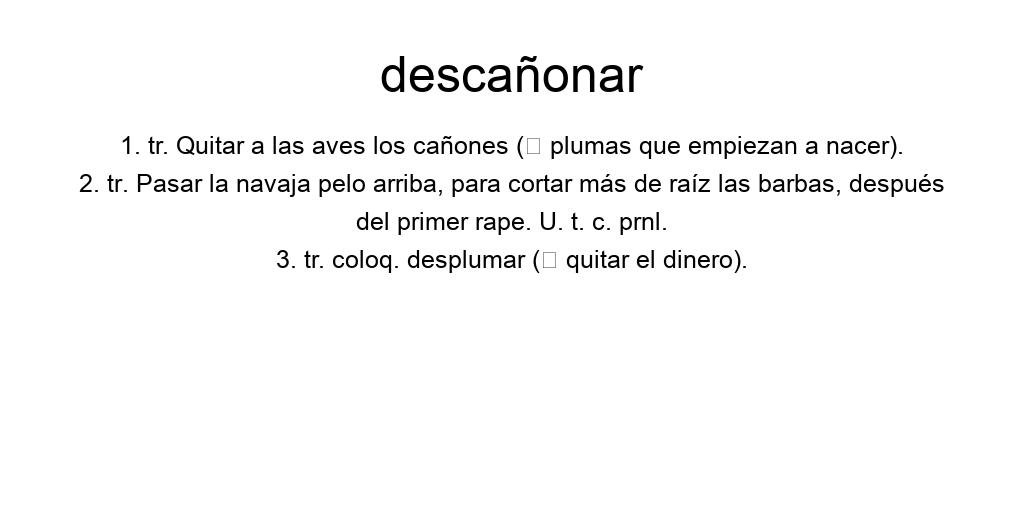 descañonar
1. tr. Quitar a las aves los cañones (□ plumas que empiezan a nacer).
2. tr. Pasar la navaja pelo arriba, para cortar más de raíz las barbas, después
del primer rape. U. t. c. prnl.
3. tr. coloq. desplumar (□ quitar el dinero).